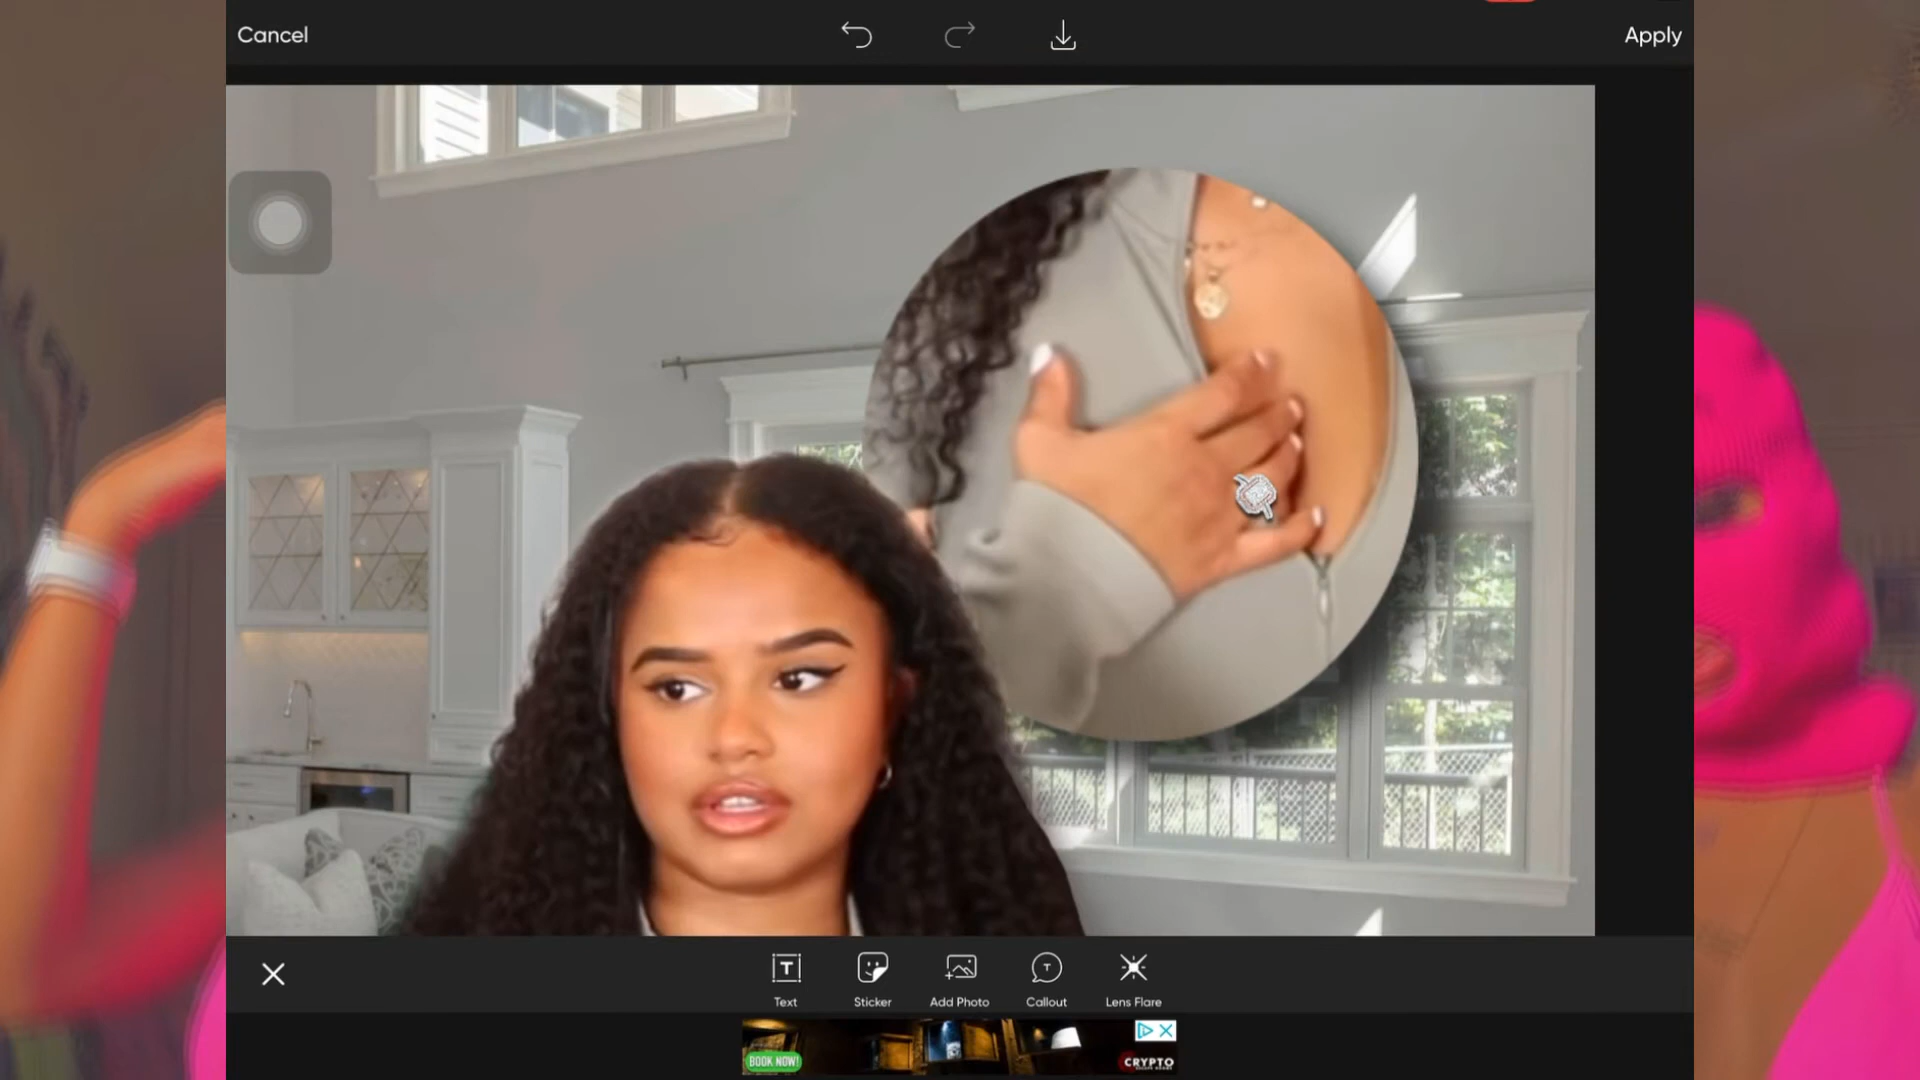 Cancel
Apply
Text
Sticker
Add Photo
Callout
Lens Flare
BOOK NOW!
CRYPTO